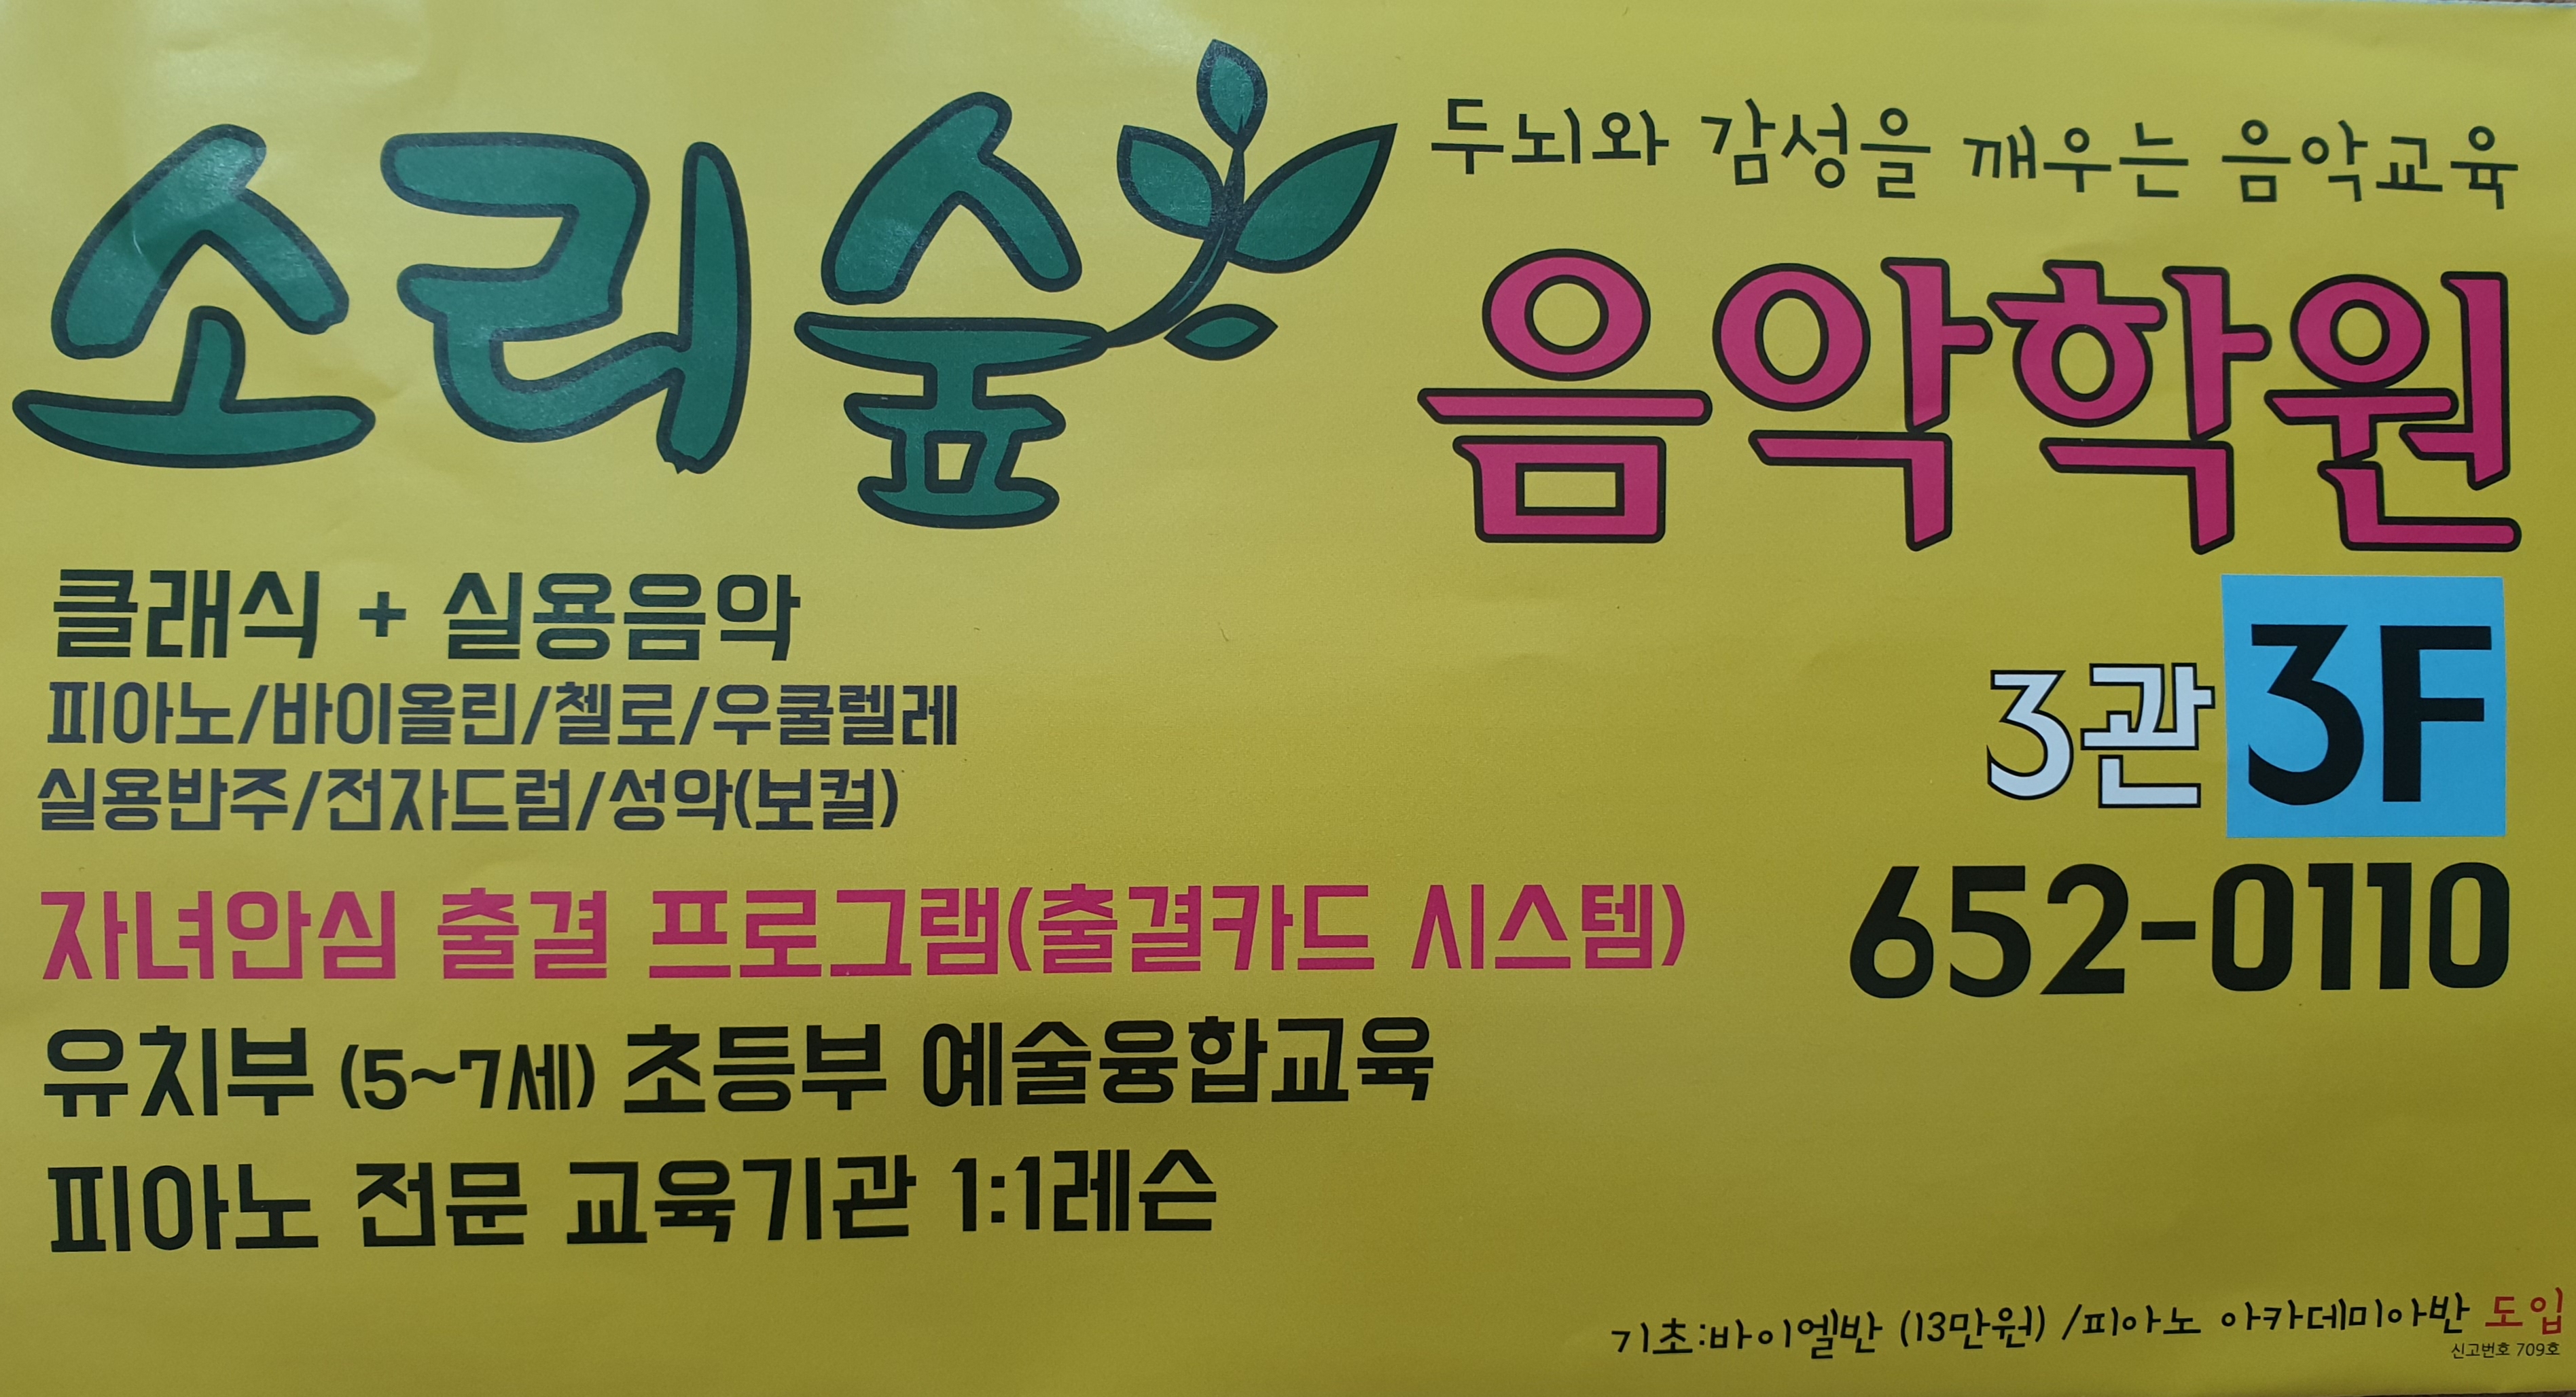 두뇌와 감성을 깨우는 음악교육
소리숲 음악학원
클래식 + 실용음악
피아노/바이올린/첼로/우쿨렐레
실용반주/전자드럼/성악(보컬)
3관 3F
자녀안심 출결 프로그램(출결카드 시스템)
652-0110
유치부 (5~7세) 초등부 예술융합교육
피아노 전문 교육기관 1:1레슨
기초:바이엘반 (13만원) /피아노 아카데미아반 도입
신고번호 709호